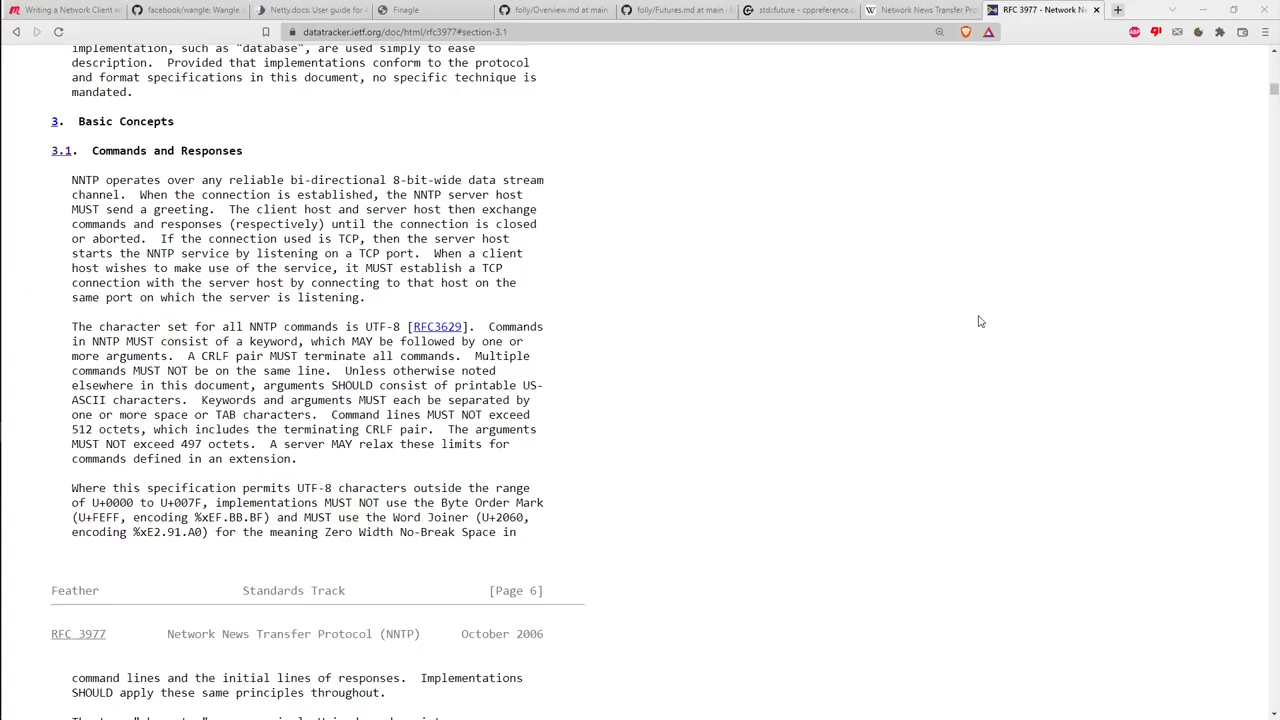 Writing a Network Client w
facebook/wangle: Wangle
Netty.docs: User guide for 4
Finagle
folly/Overview.md at main
folly/Futures.md at main
std::future - cppreference.c
Network News Transfer Pro
RFC 3977 - Network Ne
datatracker.ietf.org/doc/html/rfc3977#section-3.1
implementation, such as "database", are used simply to ease
description.  Provided that implementations conform to the protocol
and format specifications in this document, no specific technique is
mandated.
3.  Basic Concepts
3.1.  Commands and Responses
NNTP operates over any reliable bi-directional 8-bit-wide data stream
channel.  When the connection is established, the NNTP server host
MUST send a greeting.  The client host and server host then exchange
commands and responses (respectively) until the connection is closed
or aborted.  If the connection used is TCP, then the server host
starts the NNTP service by listening on a TCP port.  When a client
host wishes to make use of the service, it MUST establish a TCP
connection with the server host by connecting to that host on the
same port on which the server is listening.
The character set for all NNTP commands is UTF-8 [RFC3629].  Commands
in NNTP MUST consist of a keyword, which MAY be followed by one or
more arguments.  A CRLF pair MUST terminate all commands.  Multiple
commands MUST NOT be on the same line.  Unless otherwise noted
elsewhere in this document, arguments SHOULD consist of printable US-
ASCII characters.  Keywords and arguments MUST each be separated by
one or more space or TAB characters.  Command lines MUST NOT exceed
512 octets, which includes the terminating CRLF pair.  The arguments
MUST NOT exceed 497 octets.  A server MAY relax these limits for
commands defined in an extension.
Where this specification permits UTF-8 characters outside the range
of U+0000 to U+007F, implementations MUST NOT use the Byte Order Mark
(U+FEFF, encoding %xEF.BB.BF) and MUST use the Word Joiner (U+2060,
encoding %xE2.91.A0) for the meaning Zero Width No-Break Space in
Feather Standards Track [Page 6]
RFC 3977 Network News Transfer Protocol (NNTP) October 2006
command lines and the initial lines of responses.  Implementations
SHOULD apply these same principles throughout.